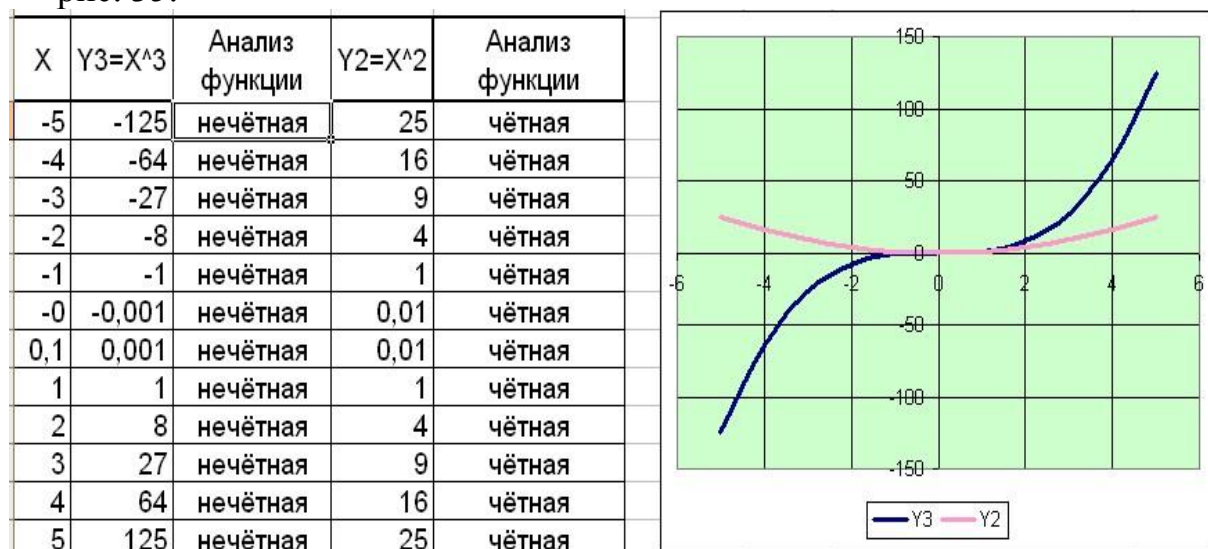 рис. 35.
X Y3=X^3 Анализ функции Y2=X^2 Анализ функции
-5 -125 нечётная 25 чётная
-4 -64 нечётная 16 чётная
-3 -27 нечётная 9 чётная
-2 -8 нечётная 4 чётная
-1 -1 нечётная 1 чётная
-0 -0,001 нечётная 0,01 чётная
0,1 0,001 нечётная 0,01 чётная
1 1 нечётная 1 чётная
2 8 нечётная 4 чётная
3 27 нечётная 9 чётная
4 64 нечётная 16 чётная
5 125 нечётная 25 чётная
150
100
50
0
-6 -4 -2 0 2 4 6
-50
-100
-150
Y3 Y2